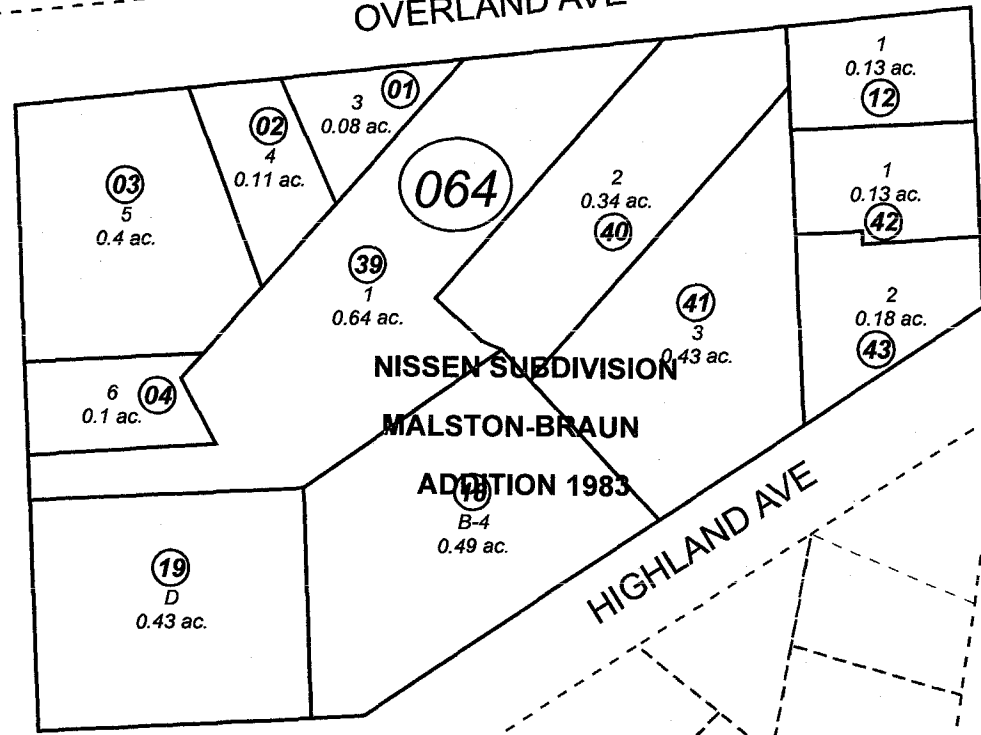 OVERLAND AVE
1
0.13 ac.
12
01
3
0.08 ac.
02
4
0.11 ac.
03
5
0.4 ac.
064
2
0.34 ac.
40
1
0.13 ac.
42
39
1
0.64 ac.
41
3
0.43 ac.
2
0.18 ac.
43
6
0.1 ac.
04
NISSEN SUBDIVISION
MALSTON-BRAUN
ADDITION 1983
B-4
0.49 ac.
19
D
0.43 ac.
HIGHLAND AVE